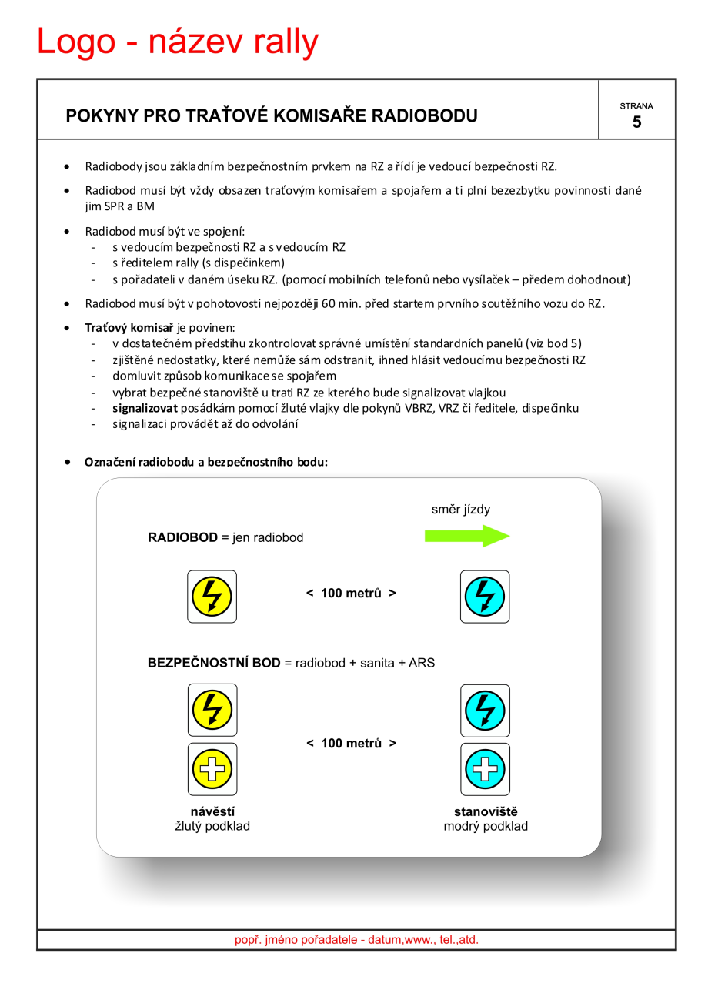 Logo - název rally
POKYNY PRO TRAŤOVÉ KOMISAŘE RADIOBODU
STRANA
5
• Radiobody jsou základním bezpečnostním prvkem na RZ a řídí je vedoucí bezpečnosti RZ.
• Radiobod musí být vždy obsazen traťovým komisařem a spojařem a ti plní bezezbytku povinnosti dané
jim SPR a BM
• Radiobod musí být ve spojení:
- s vedoucím bezpečnosti RZ a s vedoucím RZ
- s ředitelem rally (s dispečinkem)
- s pořadateli v daném úseku RZ. (pomocí mobilních telefonů nebo vysílaček – předem dohodnout)
• Radiobod musí být v pohotovosti nejpozději 60 min. před startem prvního soutěžního vozu do RZ.
• Traťový komisař je povinen:
- v dostatečném předstihu zkontrolovat správné umístění standardních panelů (viz bod 5)
- zjištěné nedostatky, které nemůže sám odstranit, ihned hlásit vedoucímu bezpečnosti RZ
- domluvit způsob komunikace se spojařem
- vybrat bezpečné stanoviště u trati RZ ze kterého bude signalizovat vlajkou
- signalizovat posádkám pomocí žluté vlajky dle pokynů VBRZ, VRZ či ředitele, dispečinku
- signalizaci provádět až do odvolání
• Označení radiobodu a bezpečnostního bodu:
směr jízdy
RADIOBOD = jen radiobod
< 100 metrů >
BEZPEČNOSTNÍ BOD = radiobod + sanita + ARS
< 100 metrů >
návěstí
žlutý podklad
stanoviště
modrý podklad
popř. jméno pořadatele - datum,www., tel.,atd.